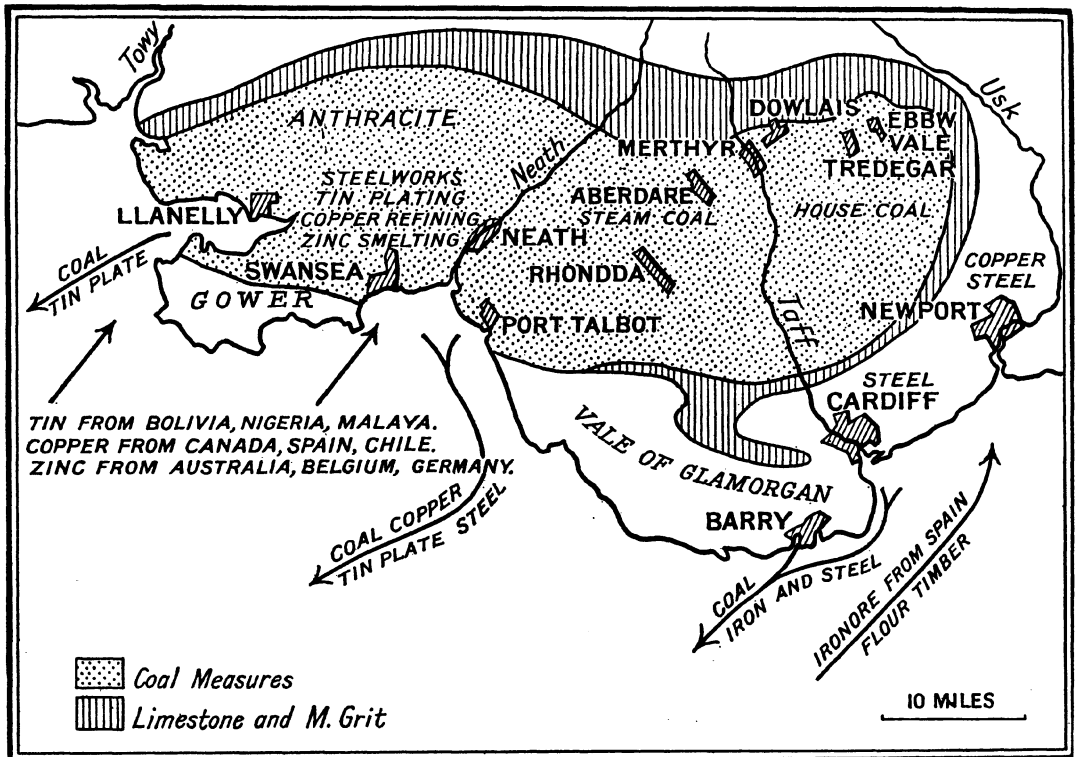 Towy
Usk
ANTHRACITE
DOWLAIS
EBBW
VALE
TREDEGAR
MERTHYR
Neath
STEELWORKS
TIN PLATING
COPPER REFINING
ZINC SMELTING
ABERDARE
STEAM COAL
HOUSE COAL
LLANELLY
NEATH
COAL
TIN PLATE
SWANSEA
GOWER
RHONDDA
COPPER
STEEL
NEWPORT
PORT TALBOT
Taff
STEEL
CARDIFF
TIN FROM BOLIVIA, NIGERIA, MALAYA.
COPPER FROM CANADA, SPAIN, CHILE.
ZINC FROM AUSTRALIA, BELGIUM, GERMANY.
VALE OF GLAMORGAN
BARRY
COAL COPPER
TIN PLATE STEEL
COAL
IRON AND STEEL
IRONORE FROM SPAIN
FLOUR TIMBER
Coal Measures
Limestone and M. Grit
10 MILES